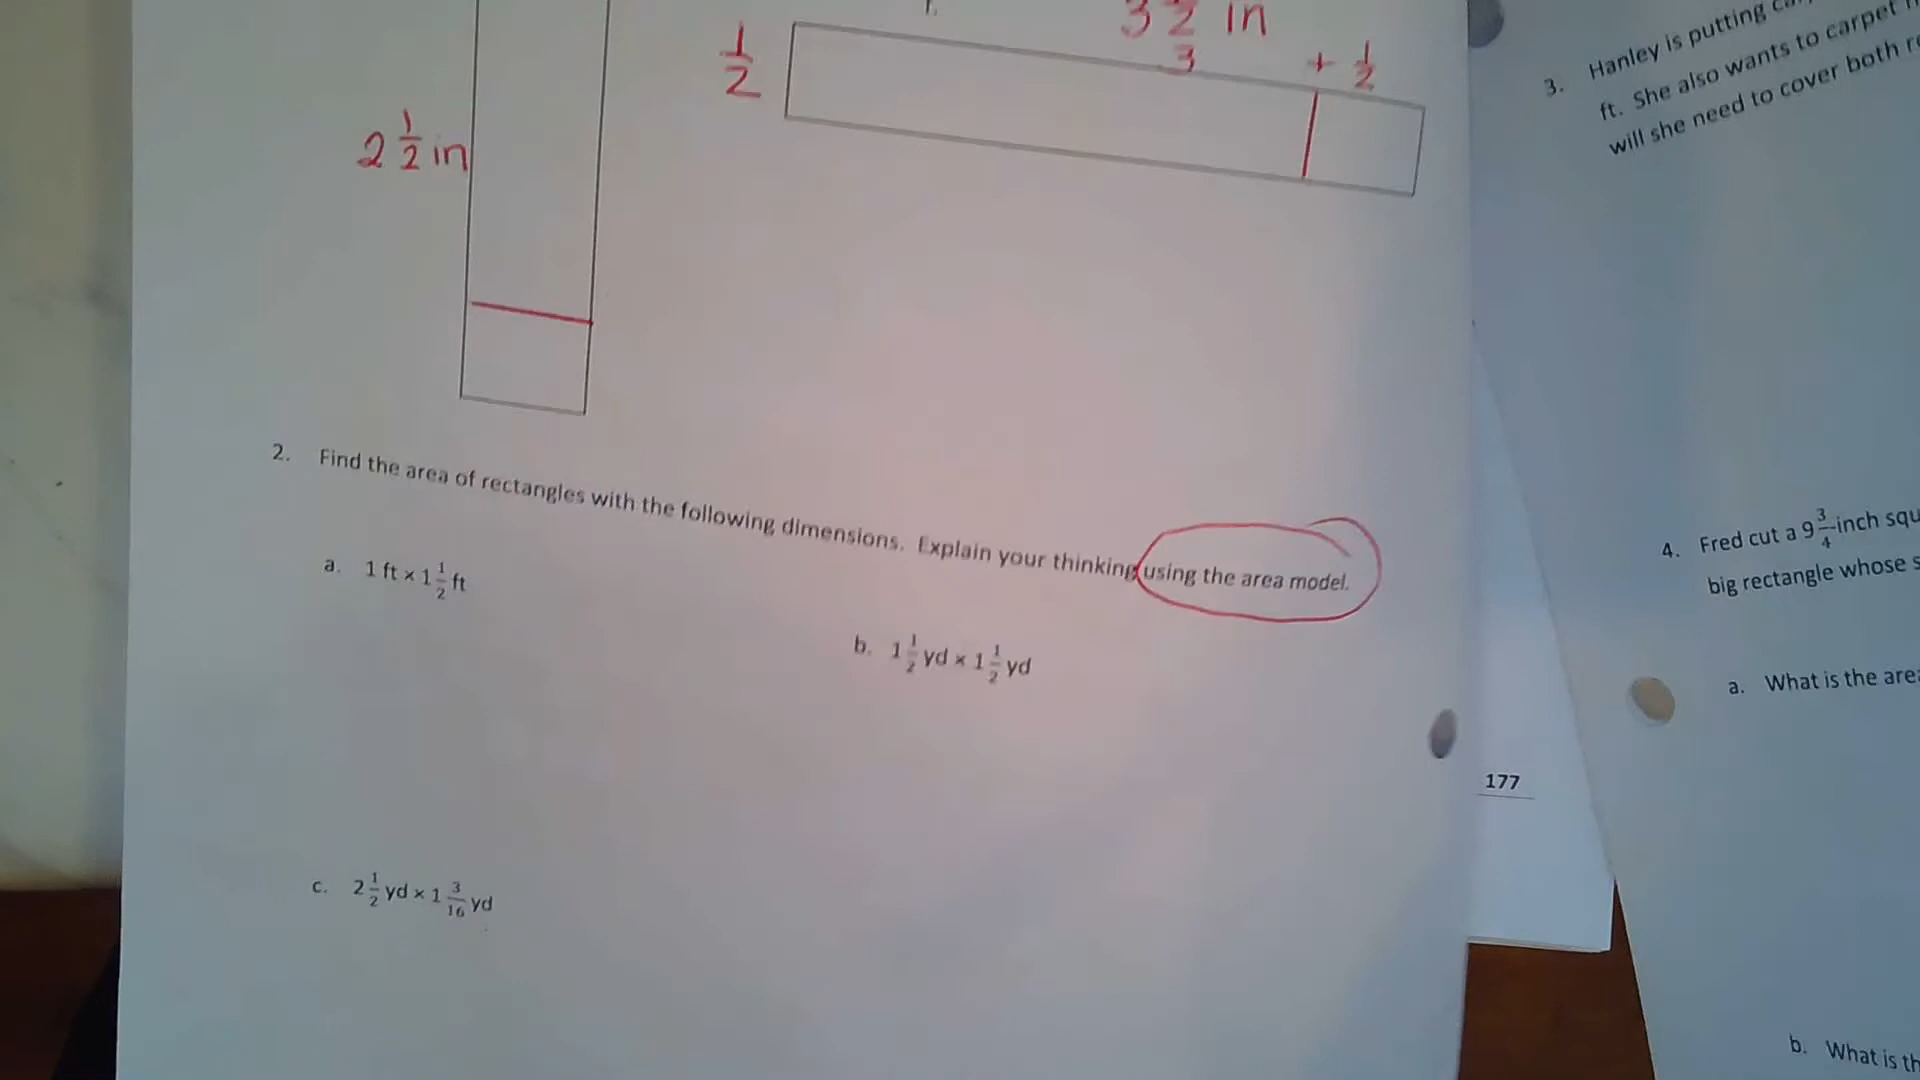 3 1/2 in
1/2
3 + 1/2
2 1/2 in
2. Find the area of rectangles with the following dimensions. Explain your thinking using the area model.
a. 1 ft × 1 1/2 ft
b. 1 1/2 yd × 1 1/2 yd
c. 2 1/2 yd × 1 3/16 yd
177
3. Hanley is putting
ft. She also wants to carpet
will she need to cover both
4. Fred cut a 9 3/4-inch
big rectangle whose
a. What is the
b. What is